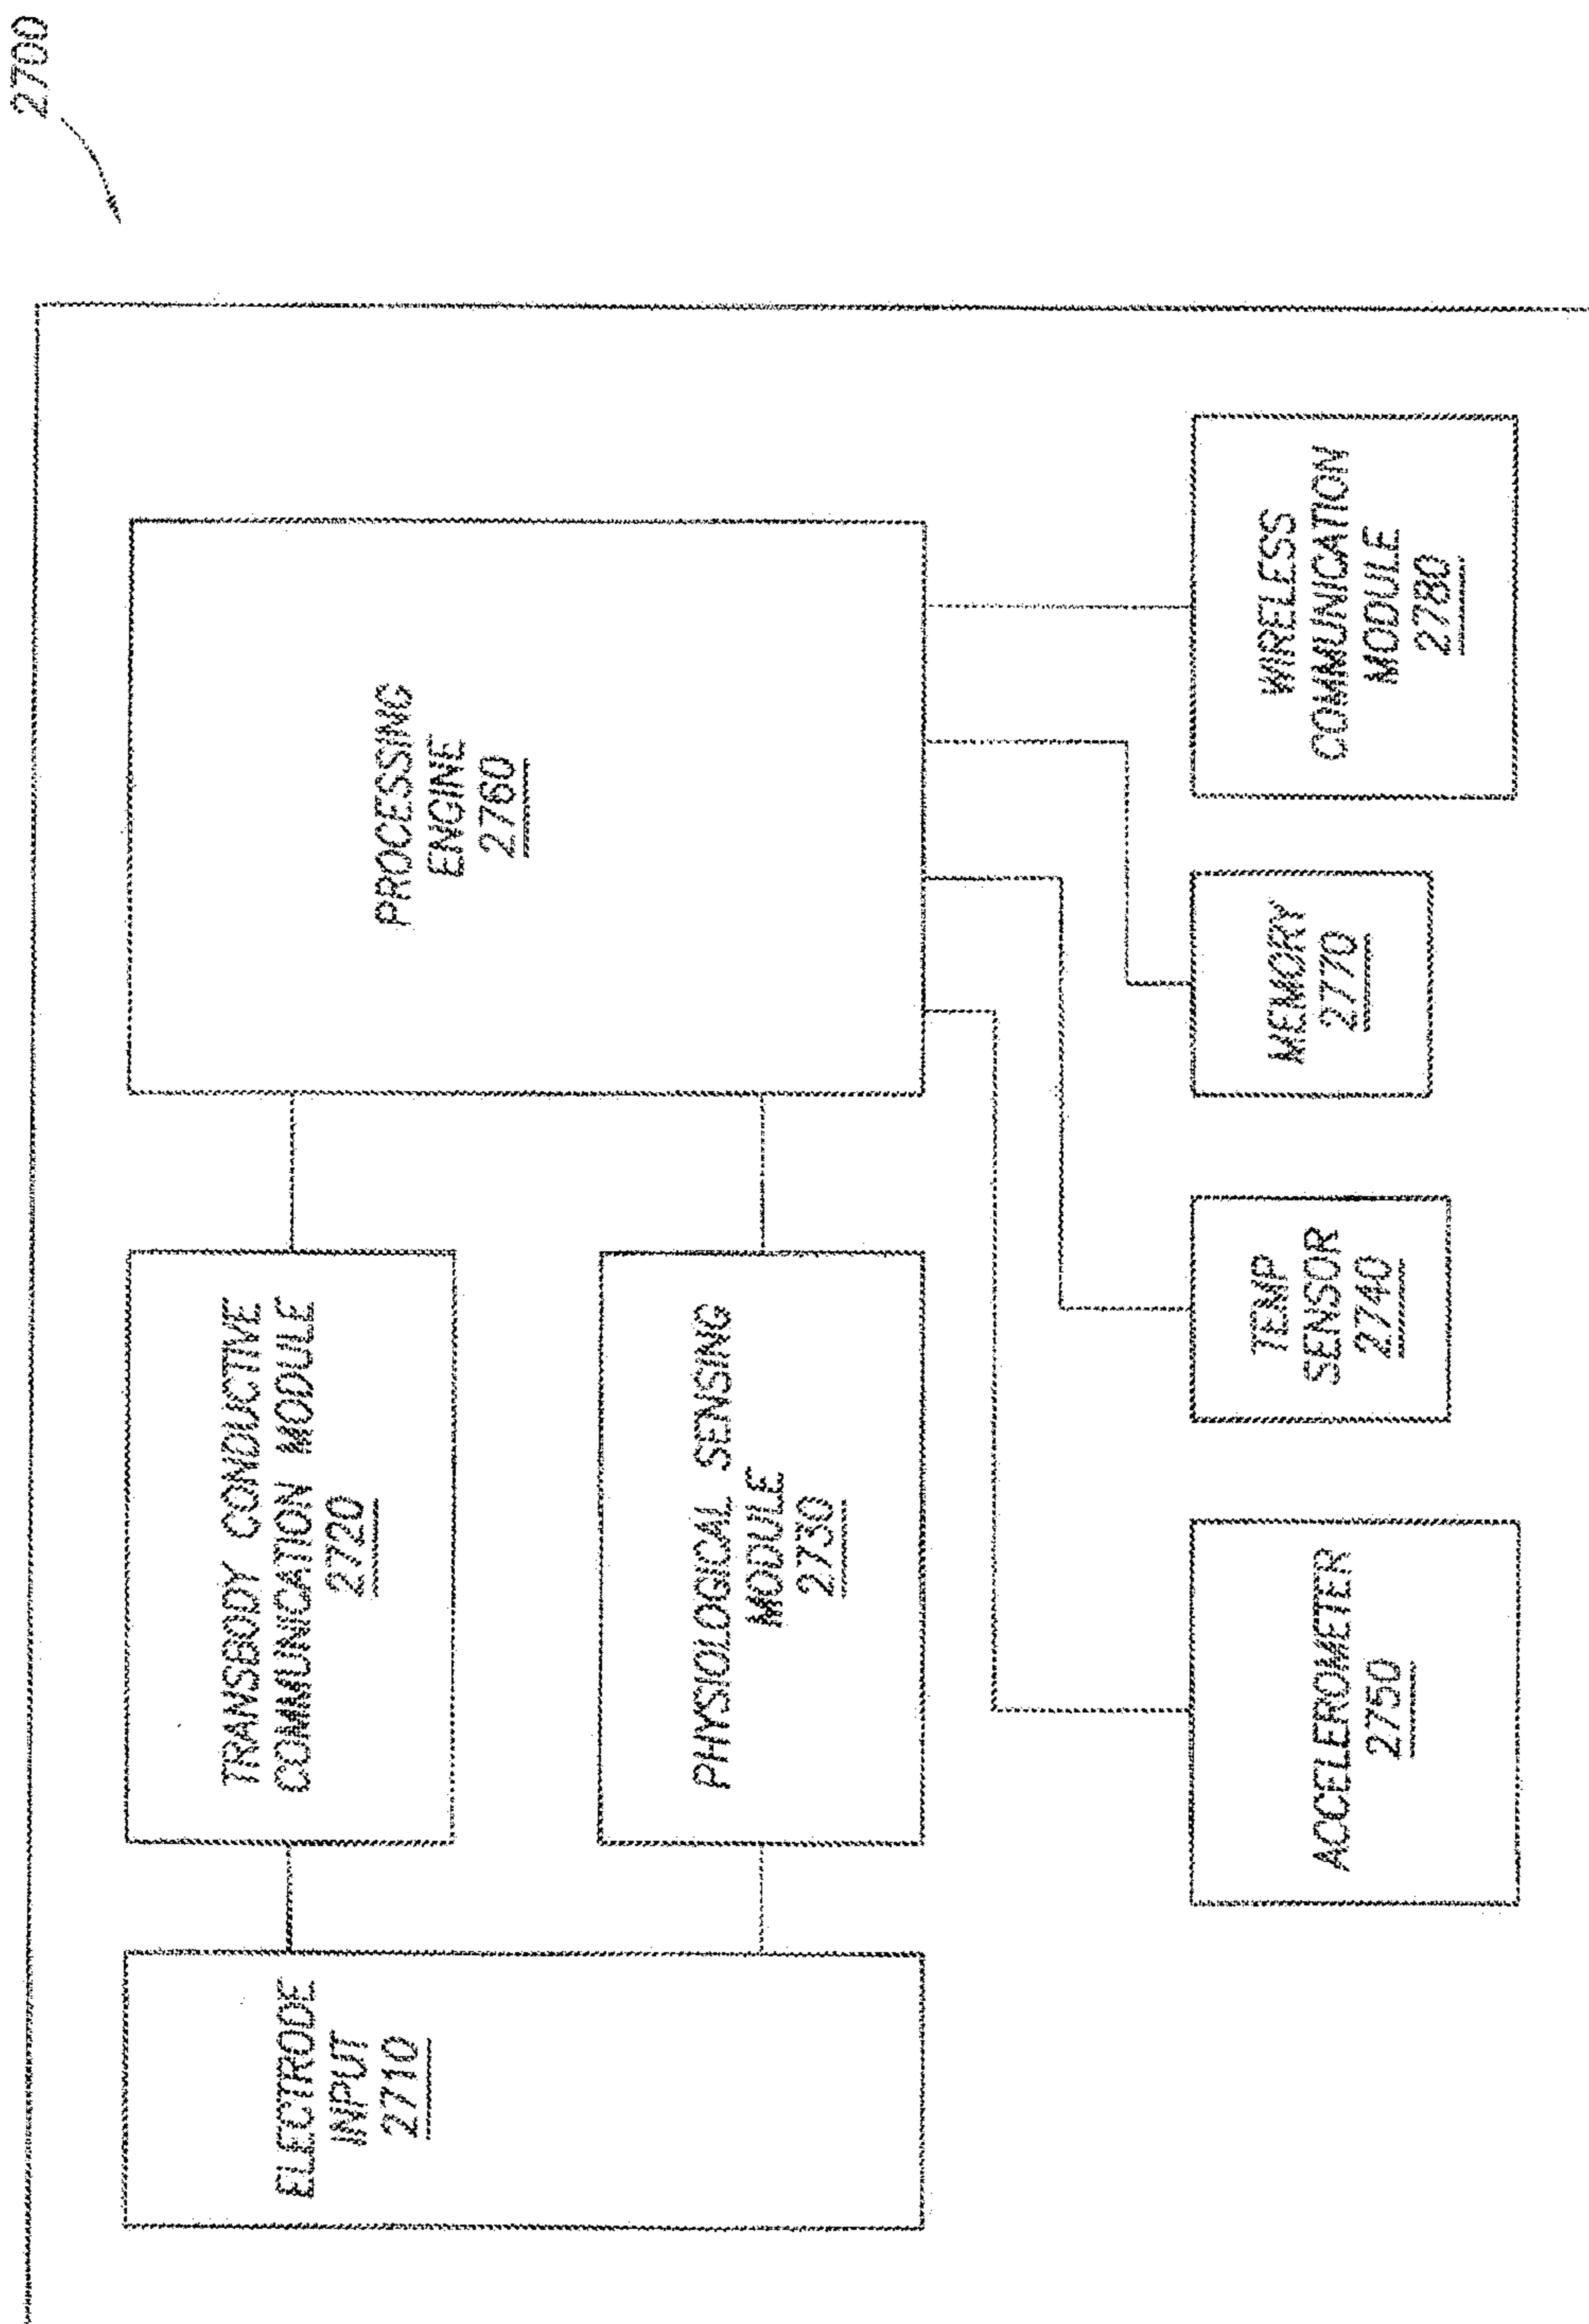 2700
ELECTRODE
INPUT
2710
TRANSBODY CONDUCTIVE
COMMUNICATION MODULE
2720
PHYSIOLOGICAL SENSING
MODULE
2730
PROCESSING
ENGINE
2760
ACCELEROMETER
2750
TEMP
SENSOR
2740
MEMORY
2770
WIRELESS
COMMUNICATION
MODULE
2780